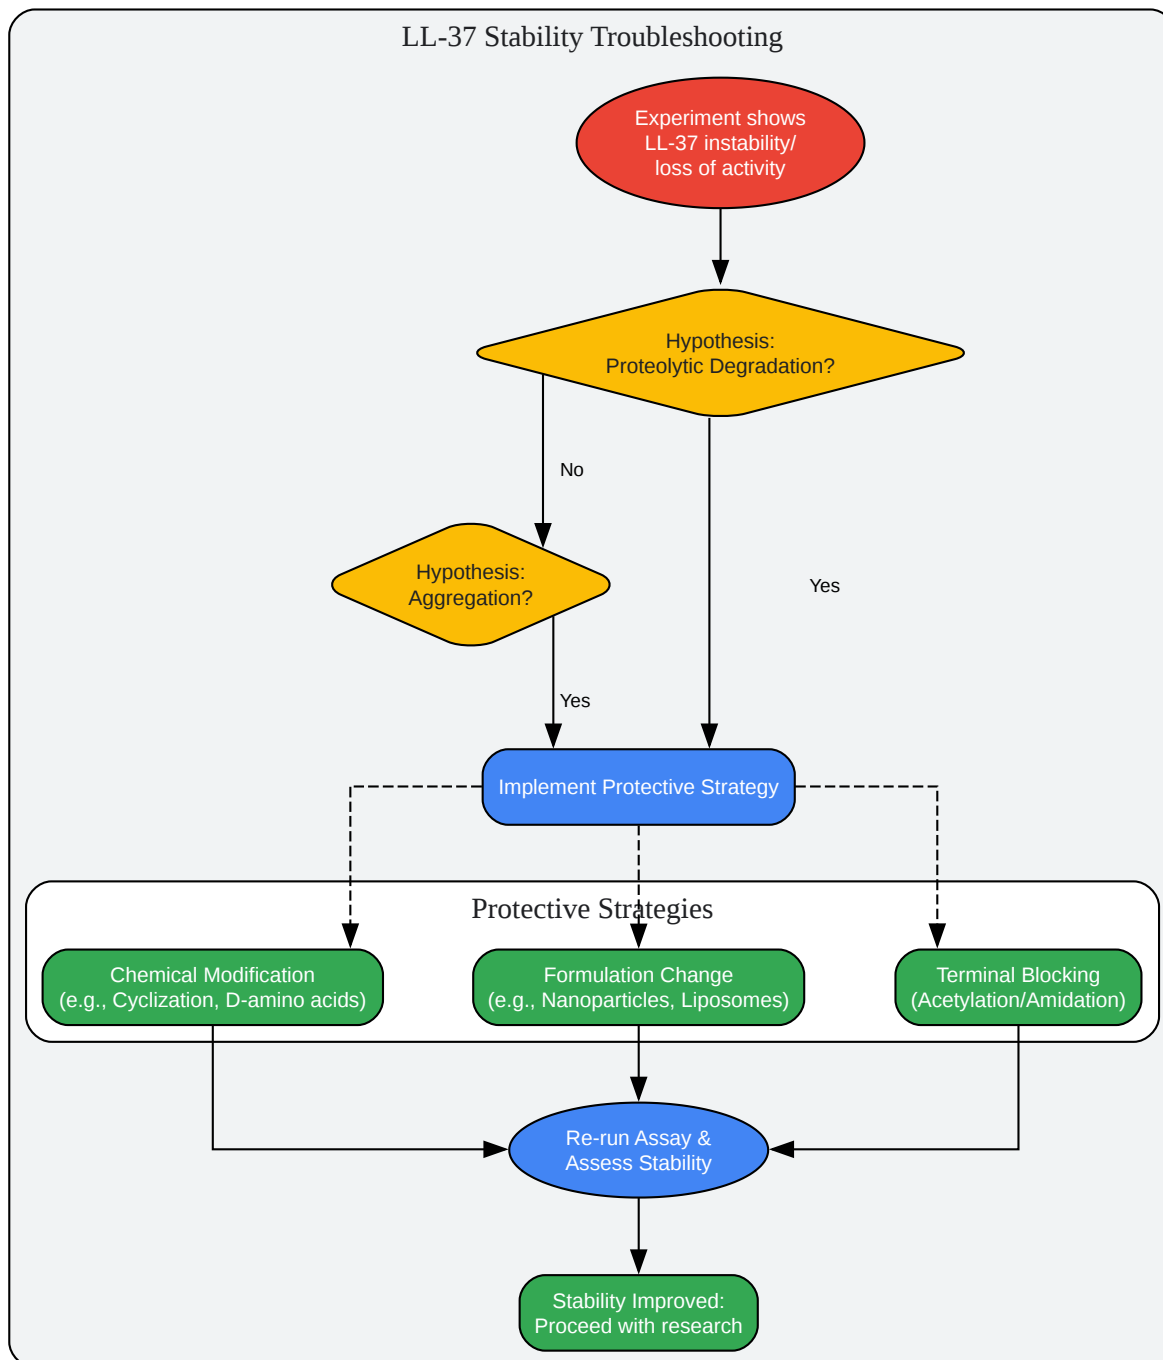 LL-37 Stability Troubleshooting
Experiment shows
LL-37 instability/
loss of activity
Hypothesis:
Proteolytic Degradation?
No
Hypothesis:
Aggregation?
Yes
Yes
Implement Protective Strategy
Protective Strategies
Chemical Modification
(e.g., Cyclization, D-amino acids)
Formulation Change
(e.g., Nanoparticles, Liposomes)
Terminal Blocking
(Acetylation/Amidation)
Re-run Assay &
Assess Stability
Stability Improved:
Proceed with research